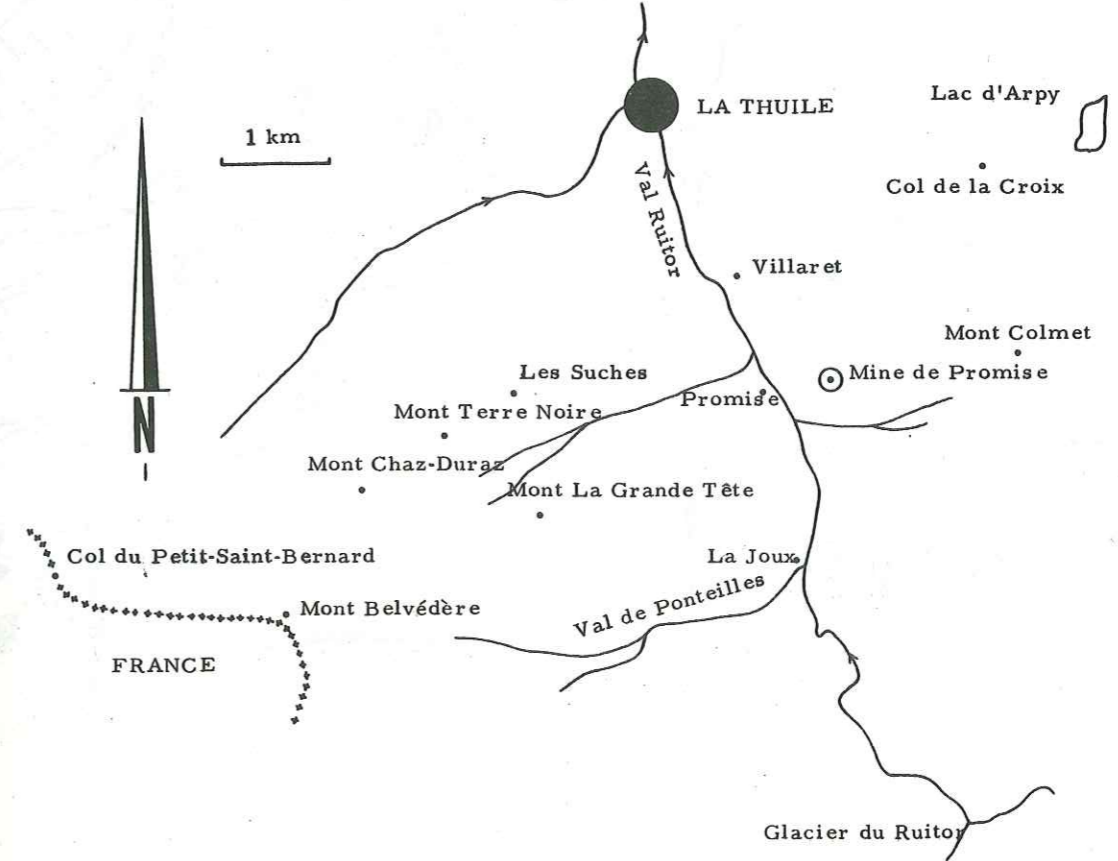 LA THUILE
Lac d'Arpy
1 km
Col de la Croix
Val Ruitor
Villaret
Mont Colmet
Les Suches
Mine de Promise
Promise
Mont Terre Noire
N
Mont Chaz-Duraz
Mont La Grande Tête
Col du Petit-Saint-Bernard
La Joux
Val de Ponteilles
Mont Belvédère
FRANCE
Glacier du Ruitor